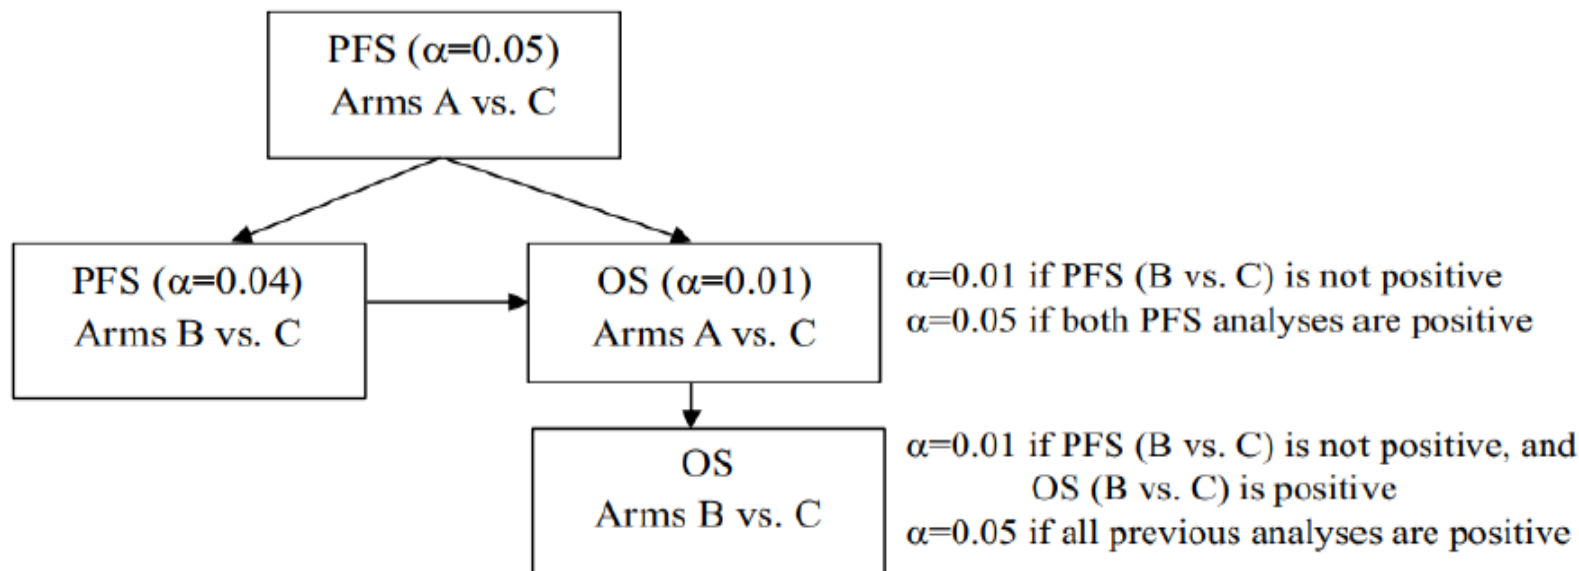 PFS (α=0.05)
Arms A vs. C
PFS (α=0.04)
Arms B vs. C
OS (α=0.01)
Arms A vs. C
α=0.01 if PFS (B vs. C) is not positive
α=0.05 if both PFS analyses are positive
OS
Arms B vs. C
α=0.01 if PFS (B vs. C) is not positive, and
OS (B vs. C) is positive
α=0.05 if all previous analyses are positive